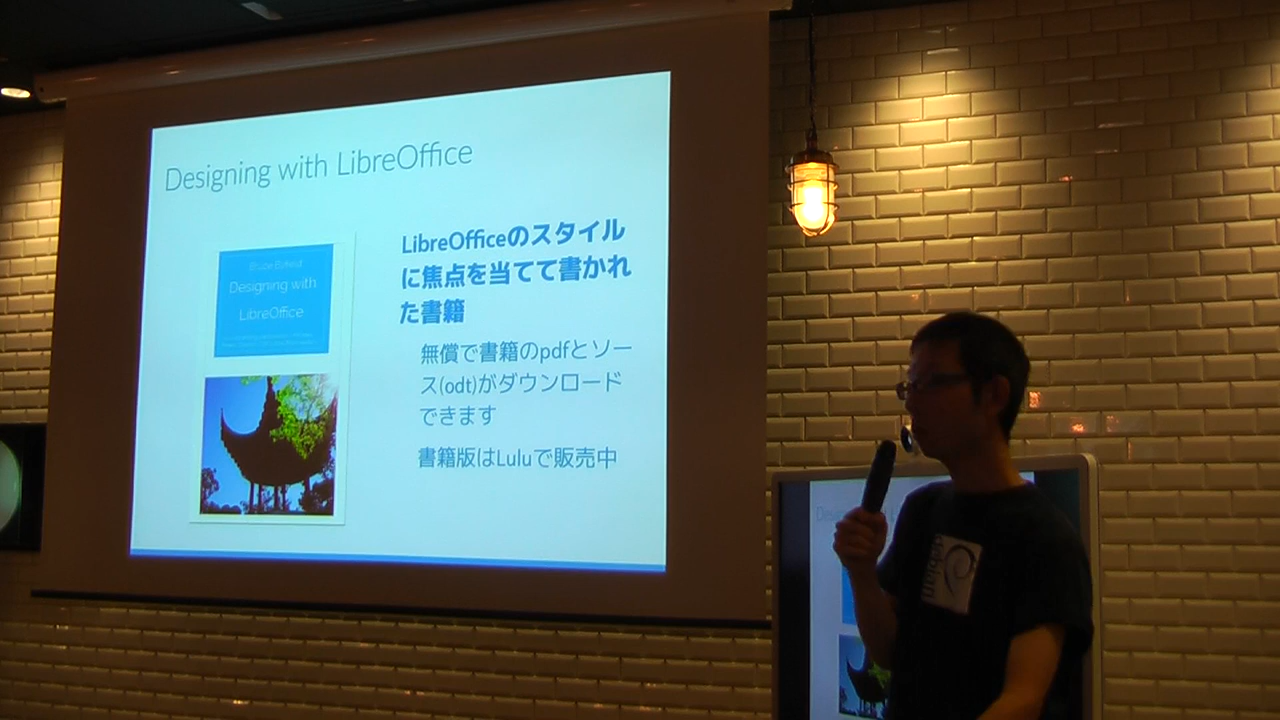 Designing with LibreOffice
Bruce Byfield
Designing with
LibreOffice
LibreOfficeのスタイル
に焦点を当てて書かれ
た書籍
無償で書籍のpdfとソー
ス(odt)がダウンロード
できます
書籍版はLuluで販売中
debian